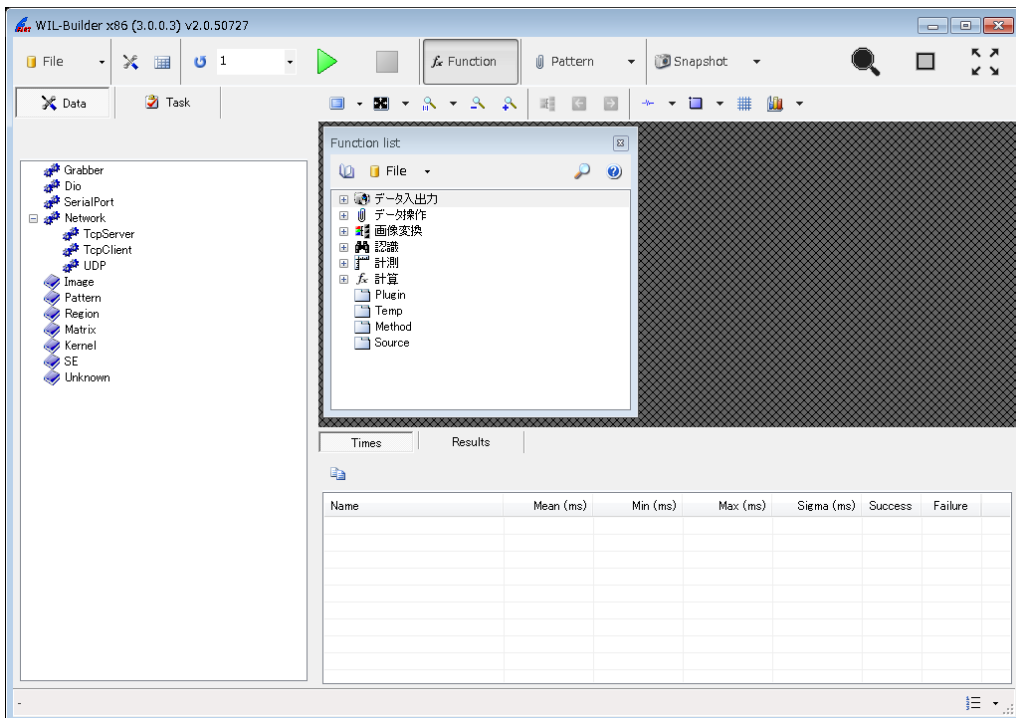 WIL-Builder x86 (3.0.0.3) v2.0.50727
File 1 Function Pattern Snapshot
Data Task
Function list
File
Grabber
Dio
SerialPort
Network
TcpServer
TcpClient
UDP
Image
Pattern
Region
Matrix
Kernel
SE
Unknown
データ入出力
データ操作
画像変換
認識
計測
fx 計算
Plugin
Temp
Method
Source
Times Results
Name Mean (ms) Min (ms) Max (ms) Sigma (ms) Success Failure
-